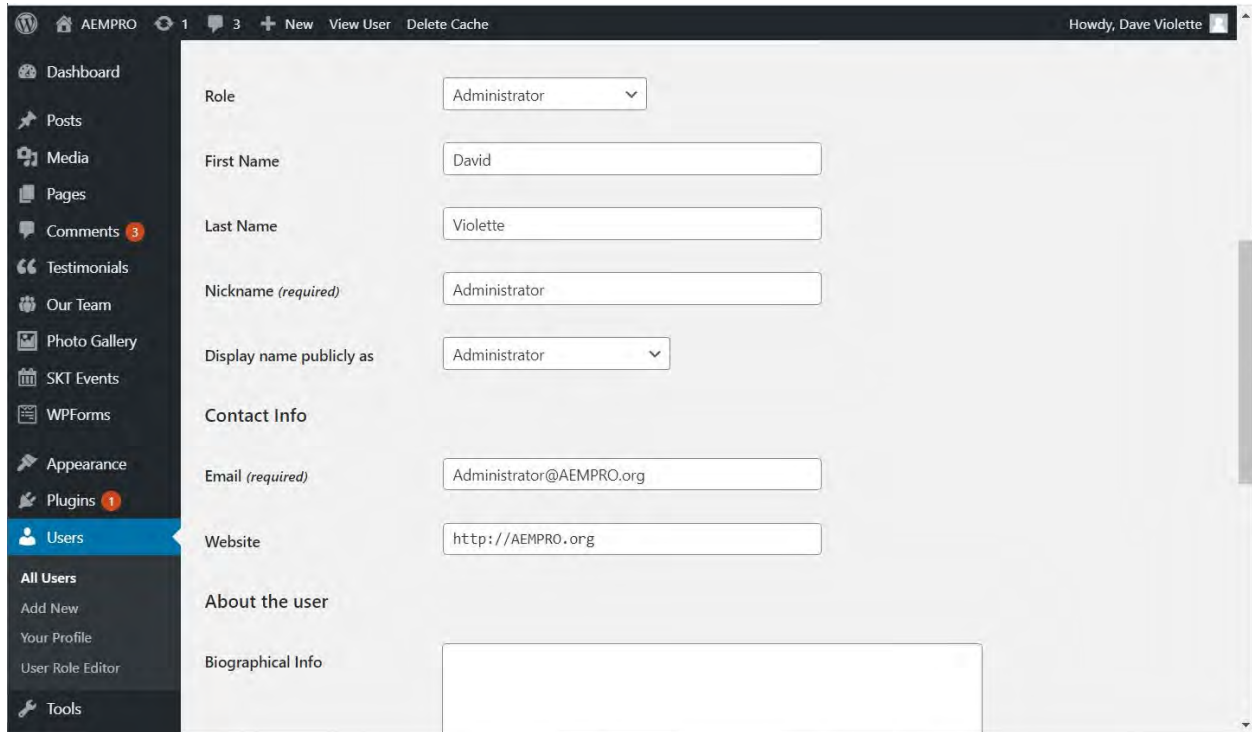 AEMPRO 1 3 New View User Delete Cache Howdy, Dave Violette
Dashboard
Posts
Media
Pages
Comments 3
Testimonials
Our Team
Photo Gallery
SKT Events
WPForms
Appearance
Plugins 1
Users
All Users
Add New
Your Profile
User Role Editor
Tools
Role Administrator
First Name David
Last Name Violette
Nickname (required) Administrator
Display name publicly as Administrator
Contact Info
Email (required) Administrator@AEMPRO.org
Website http://AEMPRO.org
About the user
Biographical Info